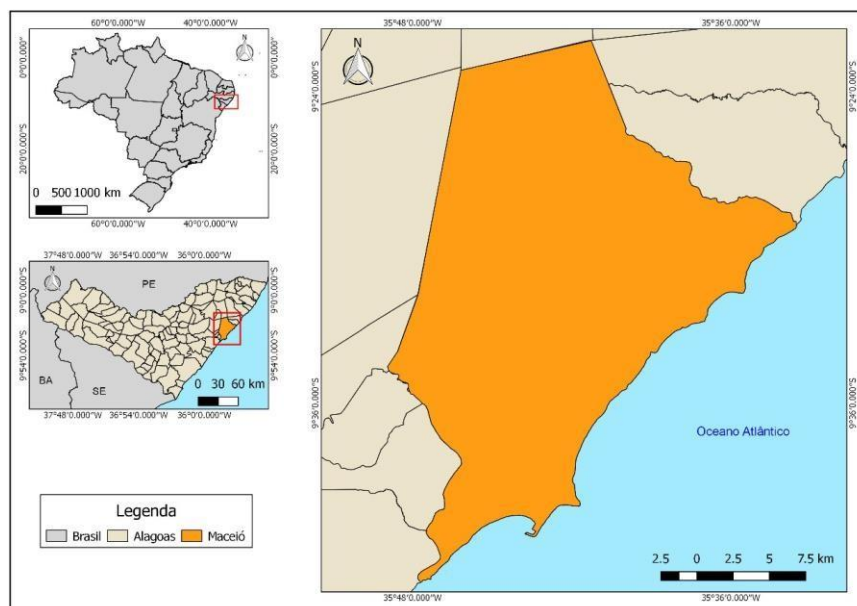 60°0'0.000"W 40°0'0.000"W
N
0°0'0.000"S
20°0'0.000"S
0°0'0.000"S
20°0'0.000"S
0 500 1000 km
60°0'0.000"W 40°0'0.000"W
37°48'0.000"W 36°54'0.000"W 36°0'0.000"W
N
PE
9°0'0.000"S
9°54'0.000"S
9°0'0.000"S
9°54'0.000"S
BA
SE
0 30 60 km
37°48'0.000"W 36°54'0.000"W 36°0'0.000"W
Legenda
Brasil Alagoas Maceió
35°48'0.000"W 35°36'0.000"W
N
9°24'0.000"S
9°36'0.000"S
9°24'0.000"S
9°36'0.000"S
Oceano Atlântico
2.5 0 2.5 5 7.5 km
35°48'0.000"W 35°36'0.000"W